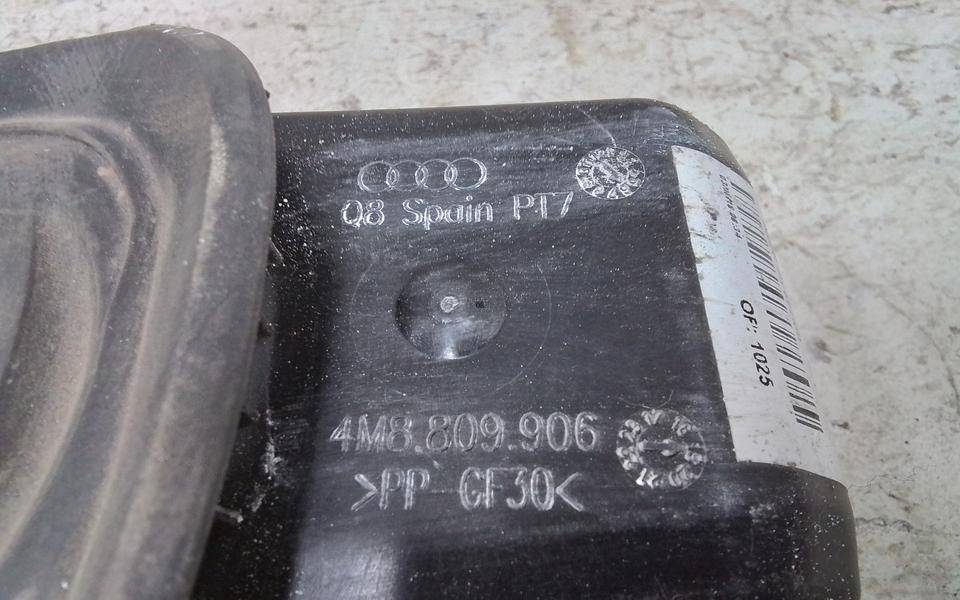 Q8 Spain PT7
OF: 1025
4M8.809.906
>PP GF30<